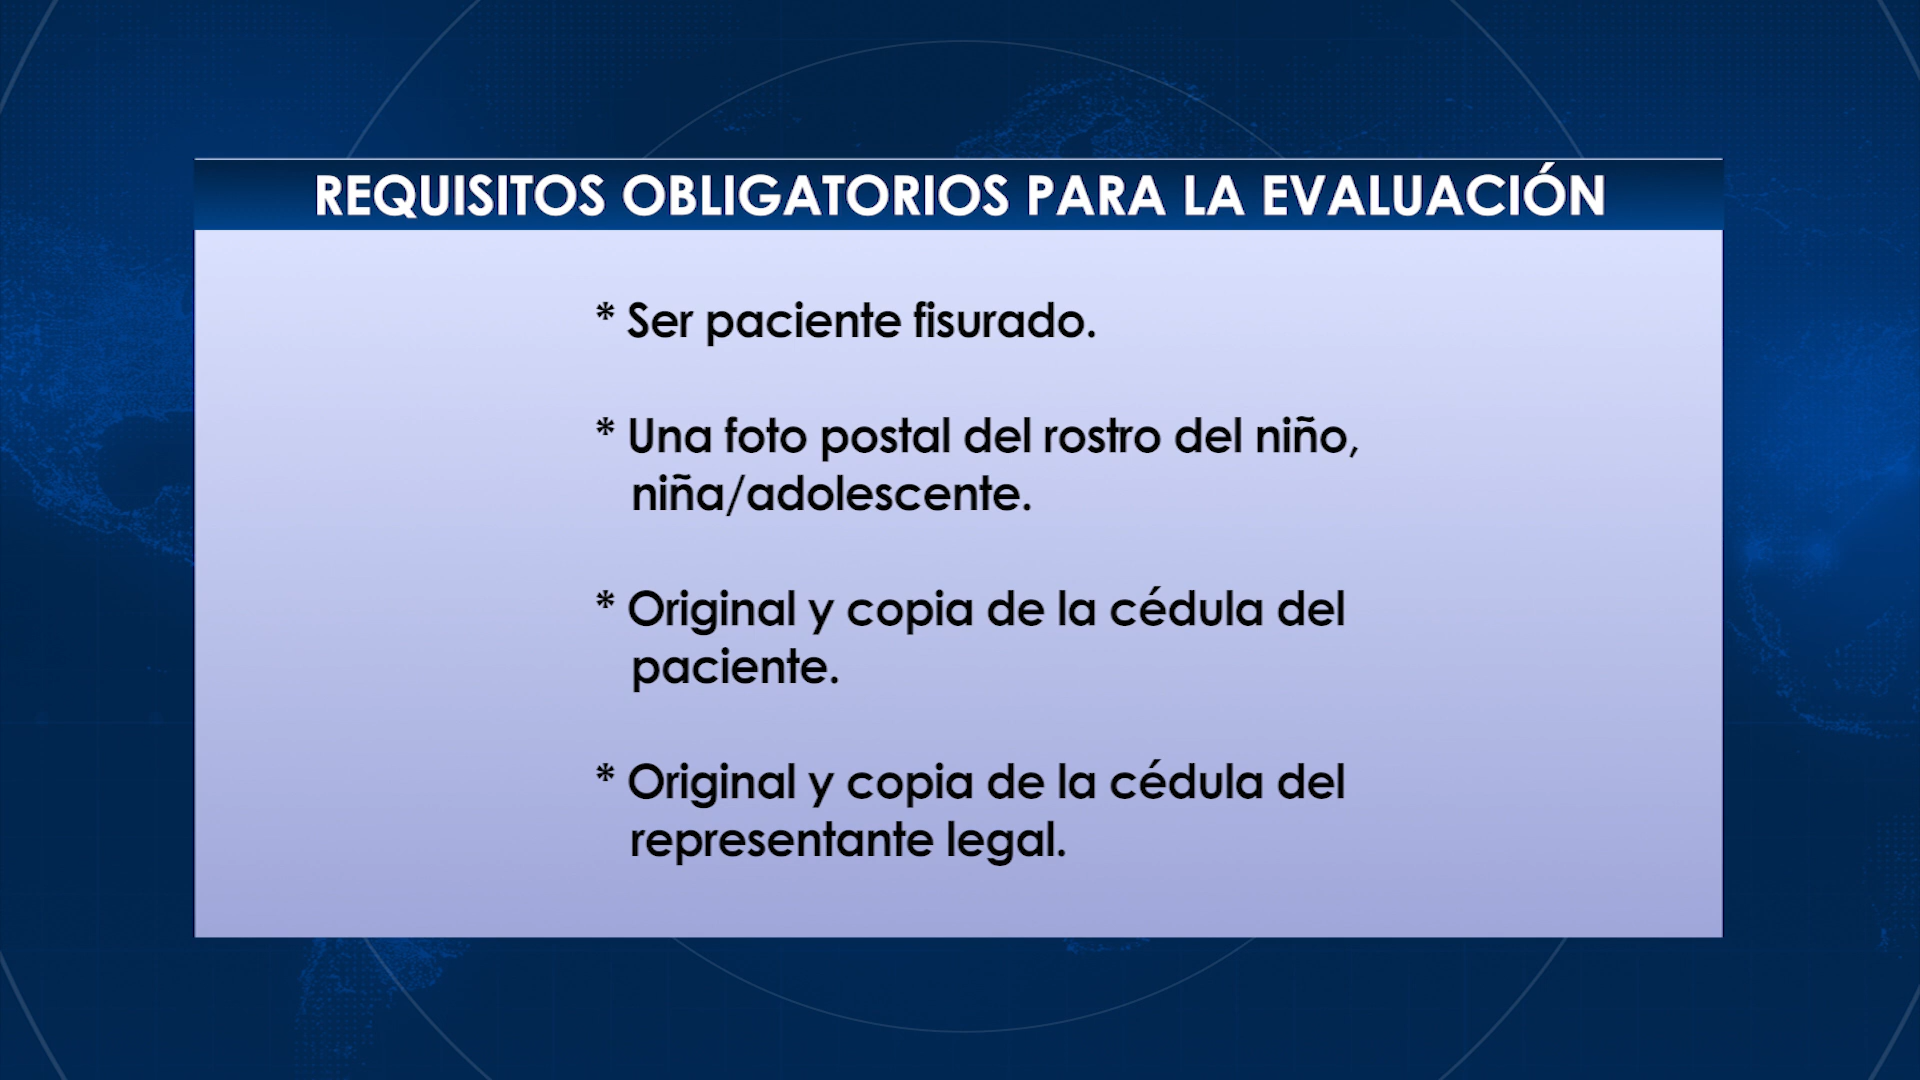 REQUISITOS OBLIGATORIOS PARA LA EVALUACIÓN
* Ser paciente fisurado.
* Una foto postal del rostro del niño,
niña/adolescente.
* Original y copia de la cédula del
paciente.
* Original y copia de la cédula del
representante legal.